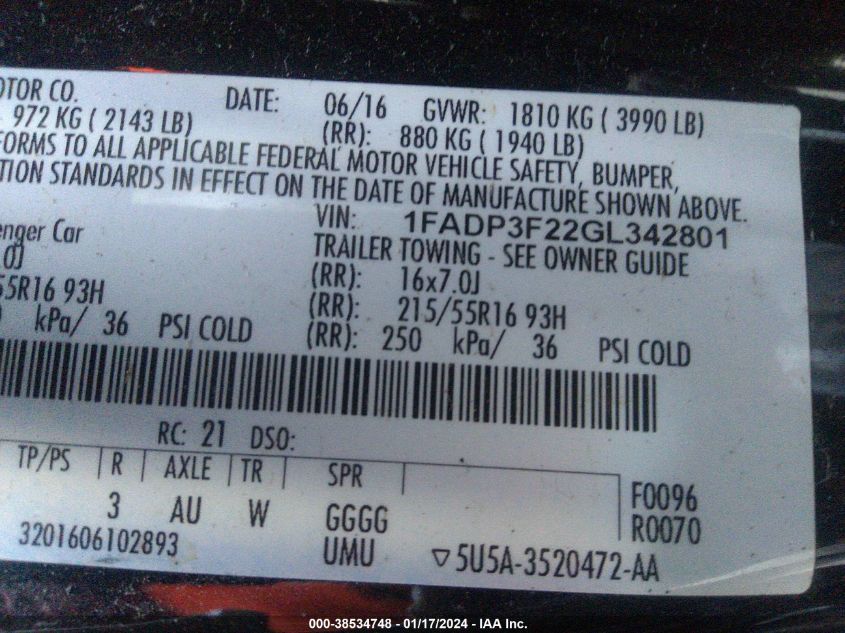 OTOR CO. DATE: 06/16 GVWR: 1810 KG ( 3990 LB)
972 KG ( 2143 LB) (RR): 880 KG ( 1940 LB)
FORMS TO ALL APPLICABLE FEDERAL MOTOR VEHICLE SAFETY, BUMPER,
TION STANDARDS IN EFFECT ON THE DATE OF MANUFACTURE SHOWN ABOVE.
VIN: 1FADP3F22GL342801
enger Car TRAILER TOWING - SEE OWNER GUIDE
.0J (RR): 16x7.0J
55R16 93H (RR): 215/55R16 93H
kPa/ 36 PSI COLD (RR): 250 kPa/ 36 PSI COLD
RC: 21 DSO:
TP/PS R AXLE TR SPR
F0096
3 AU W GGGG R0070
3201606102893 UMU ▽5U5A-3520472-AA
000-38534748 - 01/17/2024 - IAA Inc.